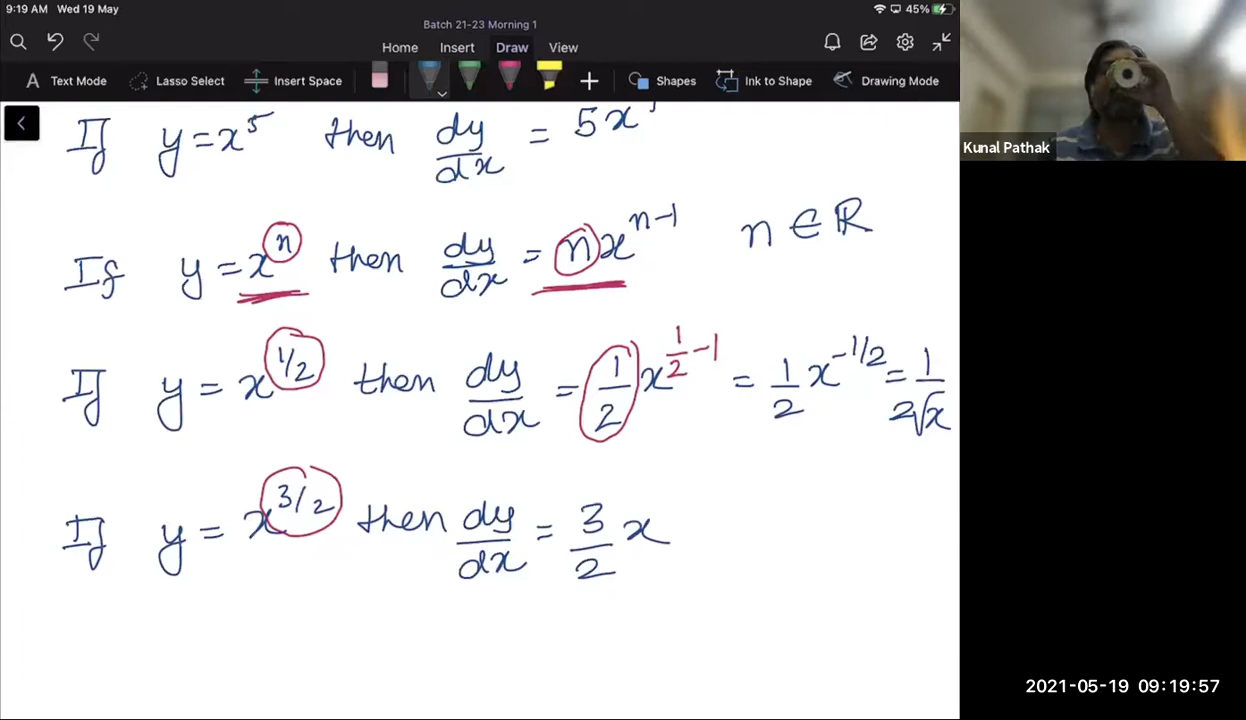 9:19 AM Wed 19 May
45%
Batch 21-23 Morning 1
Home Insert Draw View
Text Mode Lasso Select Insert Space Shapes Ink to Shape Drawing Mode
If y = x^5 then dy/dx = 5x
Kunal Pathak
If y = x^n then dy/dx = nx^(n-1) n ∈ ℝ
If y = x^(1/2) then dy/dx = 1/2 x^(1/2 - 1) = 1/2 x^(-1/2) = 1/(2√x)
If y = x^(3/2) then dy/dx = 3/2 x
2021-05-19 09:19:57